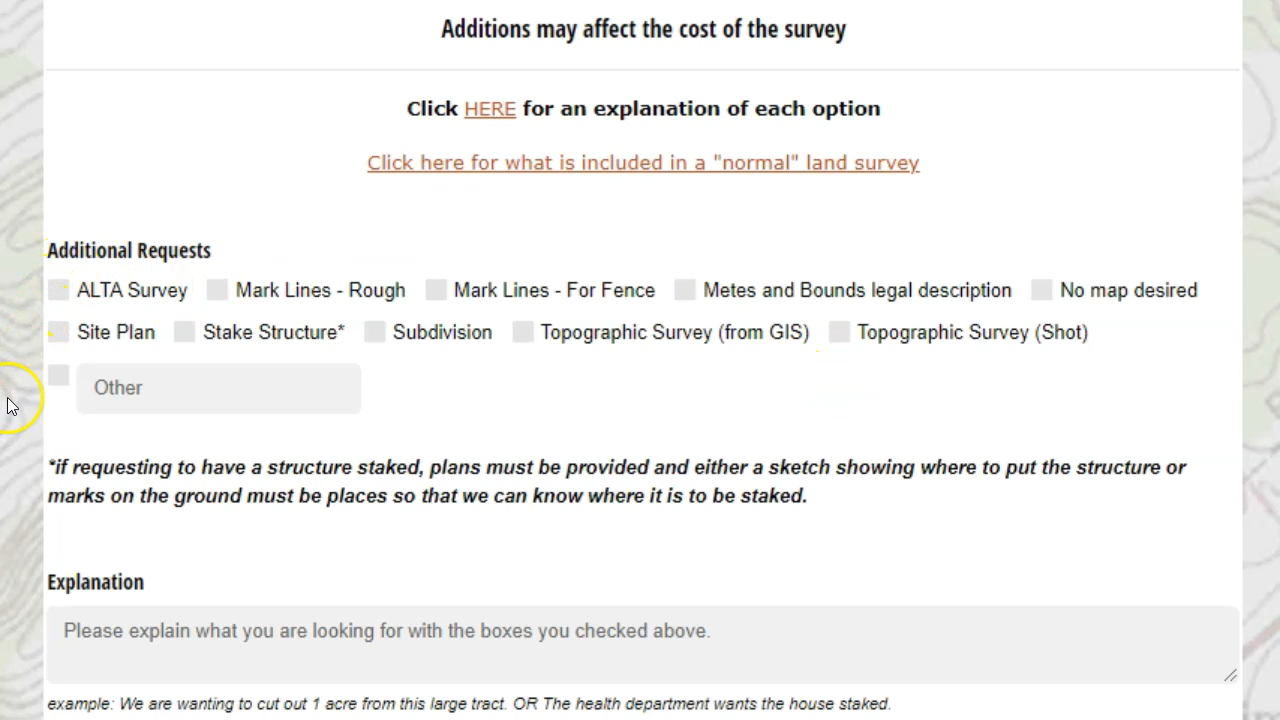 Additions may affect the cost of the survey
Click HERE for an explanation of each option
Click here for what is included in a "normal" land survey
Additional Requests
ALTA Survey Mark Lines - Rough Mark Lines - For Fence Metes and Bounds legal description No map desired
Site Plan Stake Structure* Subdivision Topographic Survey (from GIS) Topographic Survey (Shot)
Other
*if requesting to have a structure staked, plans must be provided and either a sketch showing where to put the structure or
marks on the ground must be places so that we can know where it is to be staked.
Explanation
Please explain what you are looking for with the boxes you checked above.
example: We are wanting to cut out 1 acre from this large tract. OR The health department wants the house staked.